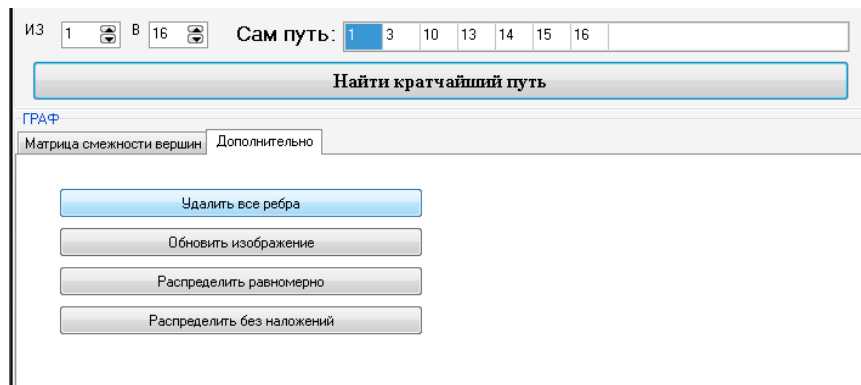 ИЗ 1 В 16 Сам путь: 1 3 10 13 14 15 16
Найти кратчайший путь
ГРАФ
Матрица смежности вершин Дополнительно
Удалить все ребра
Обновить изображение
Распределить равномерно
Распределить без наложений